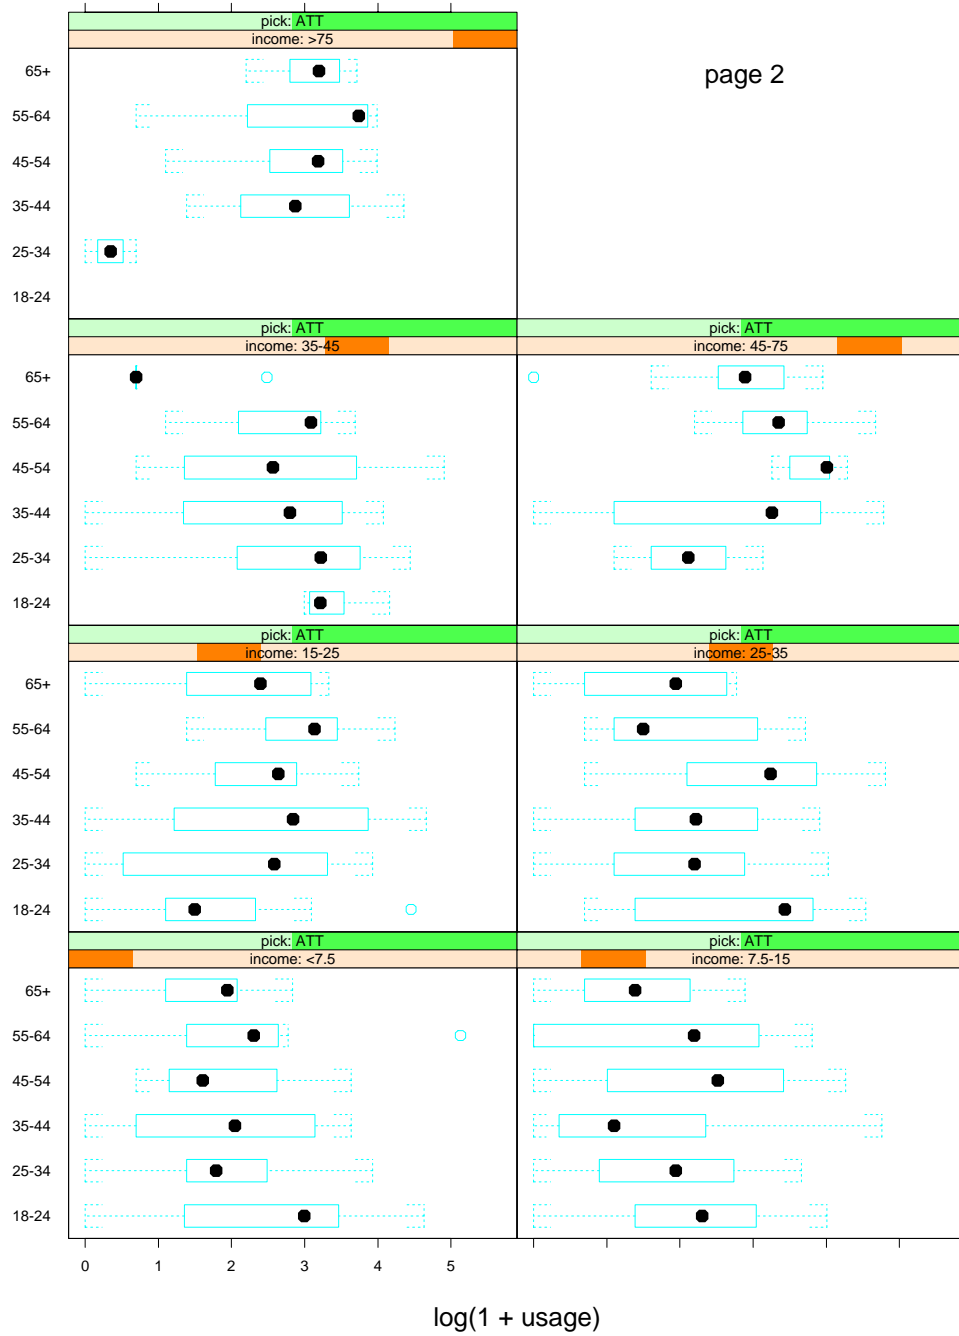 pick: ATT
income: >75
page 2
65+
55-64
45-54
35-44
25-34
18-24
pick: ATT
pick: ATT
income: 35-45
income: 45-75
65+
55-64
45-54
35-44
25-34
18-24
pick: ATT
pick: ATT
income: 15-25
income: 25-35
65+
55-64
45-54
35-44
25-34
18-24
pick: ATT
pick: ATT
income: <7.5
income: 7.5-15
65+
55-64
45-54
35-44
25-34
18-24
0 1 2 3 4 5
log(1 + usage)